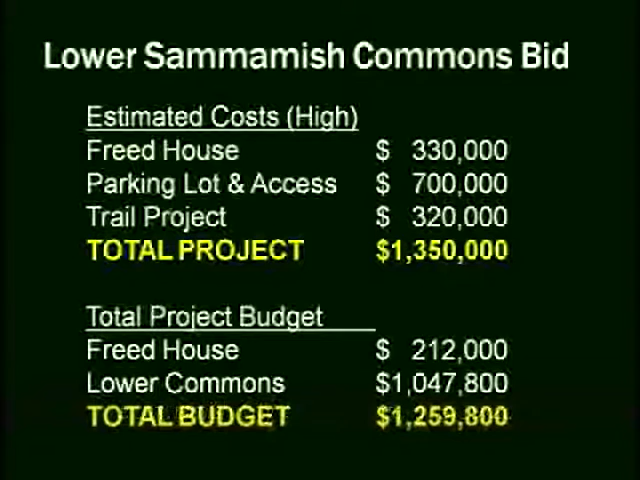 Lower Sammamish Commons Bid
Estimated Costs (High)
Freed House $ 330,000
Parking Lot & Access $ 700,000
Trail Project $ 320,000
TOTAL PROJECT $1,350,000
Total Project Budget
Freed House $ 212,000
Lower Commons $1,047,800
TOTAL BUDGET $1,259,800